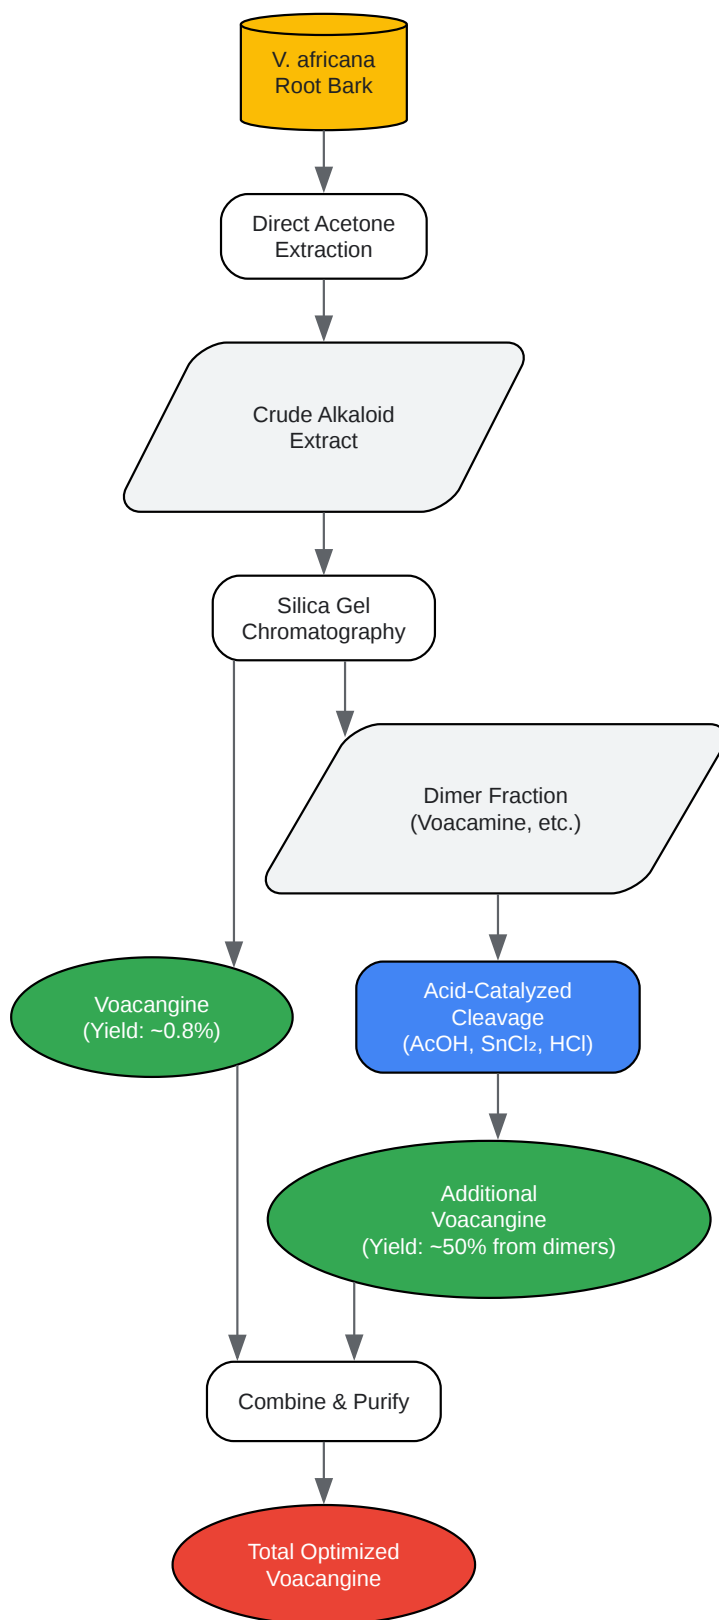 V. africana
Root Bark
Direct Acetone
Extraction
Crude Alkaloid
Extract
Silica Gel
Chromatography
Dimer Fraction
(Voacamine, etc.)
Voacangine
(Yield: ~0.8%)
Acid-Catalyzed
Cleavage
(AcOH, SnCl₂, HCl)
Additional
Voacangine
(Yield: ~50% from dimers)
Combine & Purify
Total Optimized
Voacangine